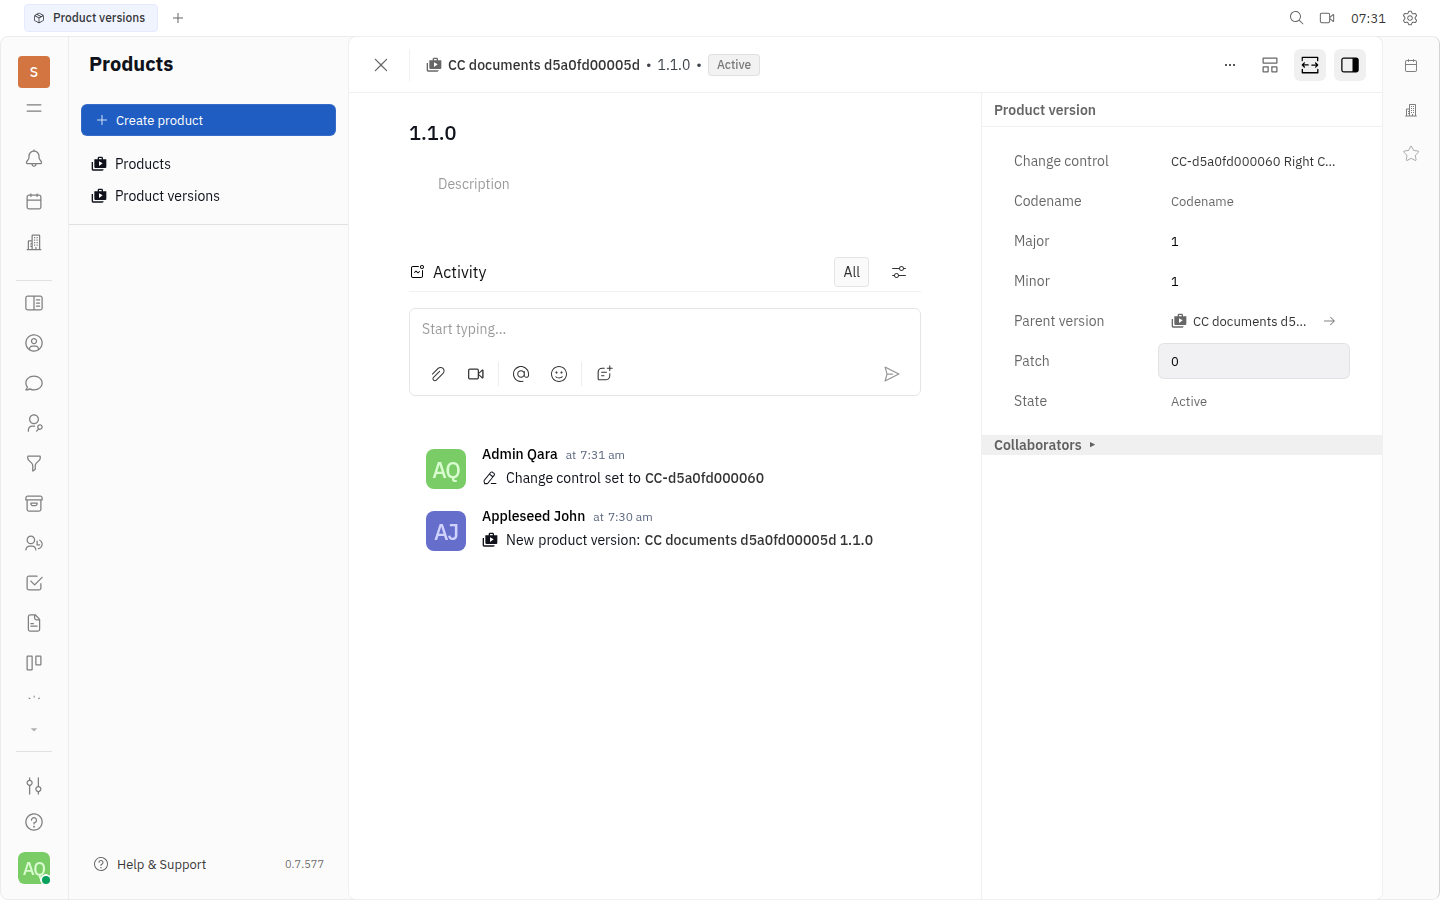 Product versions
07:31
S
Products
Create product
Products
Product versions
Help & Support
0.7.577
AQ
CC documents d5a0fd00005d • 1.1.0 • Active
1.1.0
Description
Activity
All
Start typing...
AQ
Admin Qara at 7:31 am
Change control set to CC-d5a0fd000060
AJ
Appleseed John at 7:30 am
New product version: CC documents d5a0fd00005d 1.1.0
Product version
Change control CC-d5a0fd000060 Right C...
Codename Codename
Major 1
Minor 1
Parent version CC documents d5...
Patch 0
State Active
Collaborators